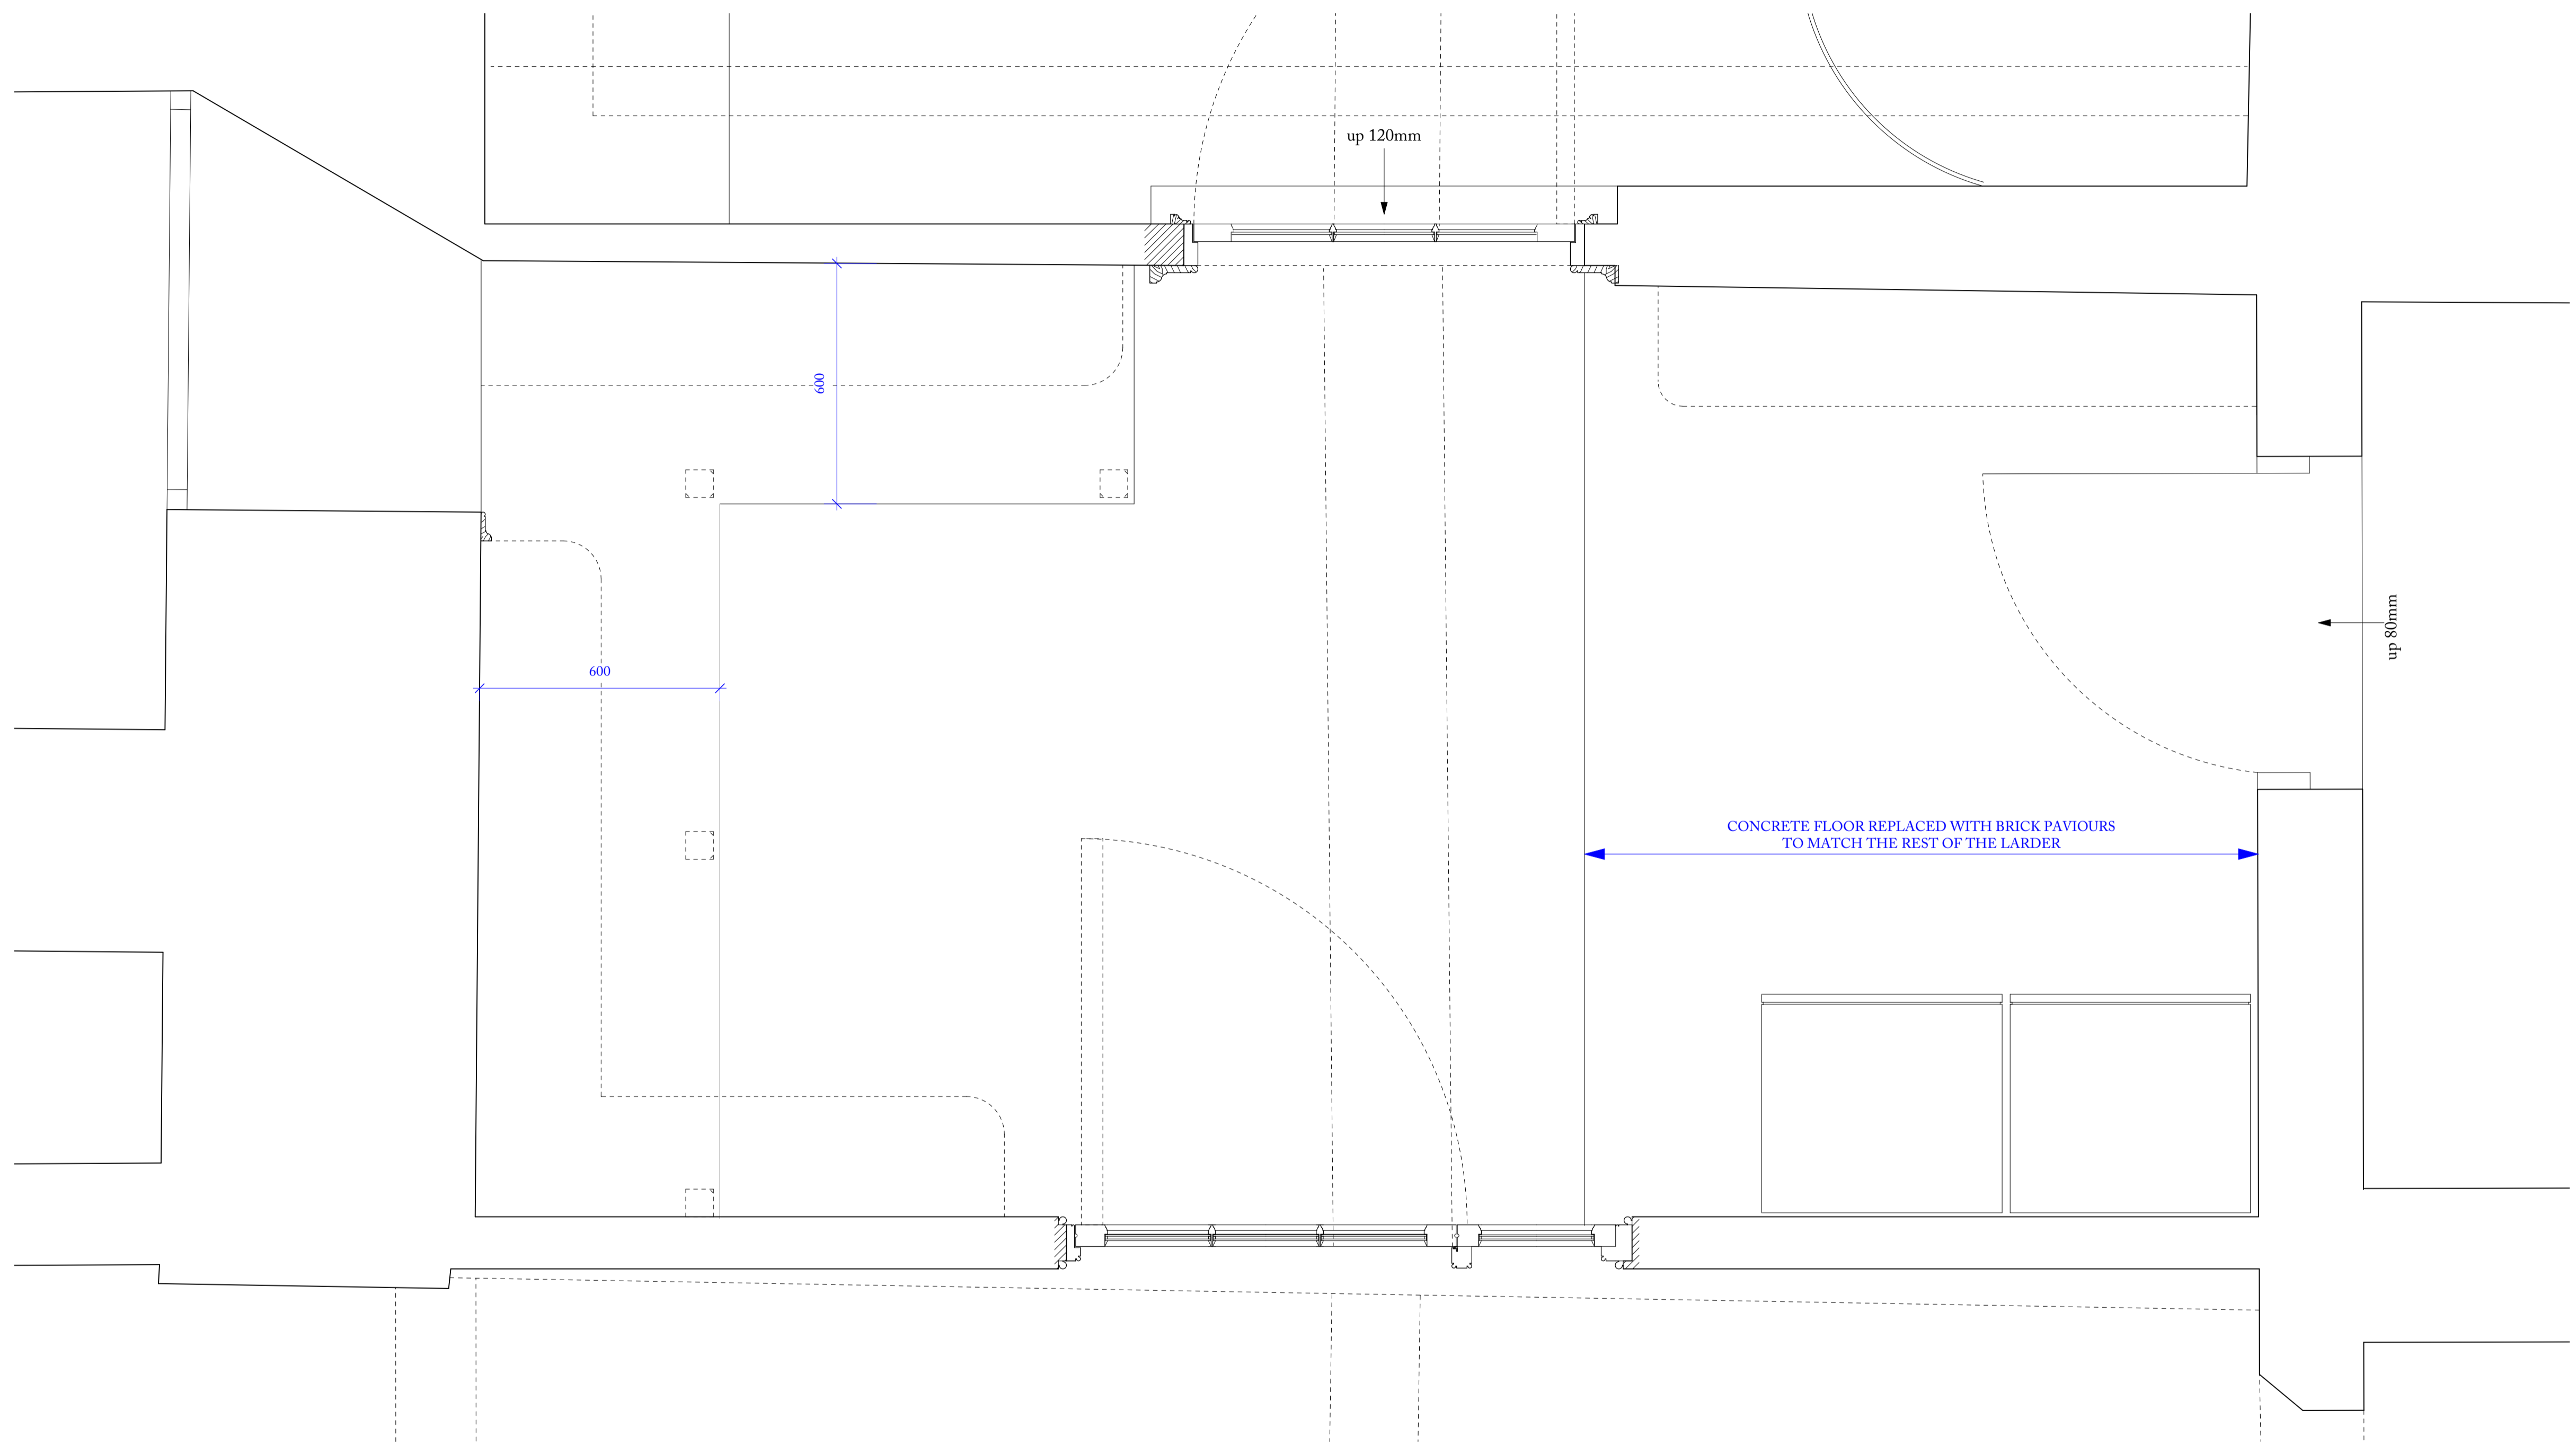 up 120mm
600
up 80mm
600
CONCRETE FLOOR REPLACED WITH BRICK PAVIOURS
TO MATCH THE REST OF THE LARDER